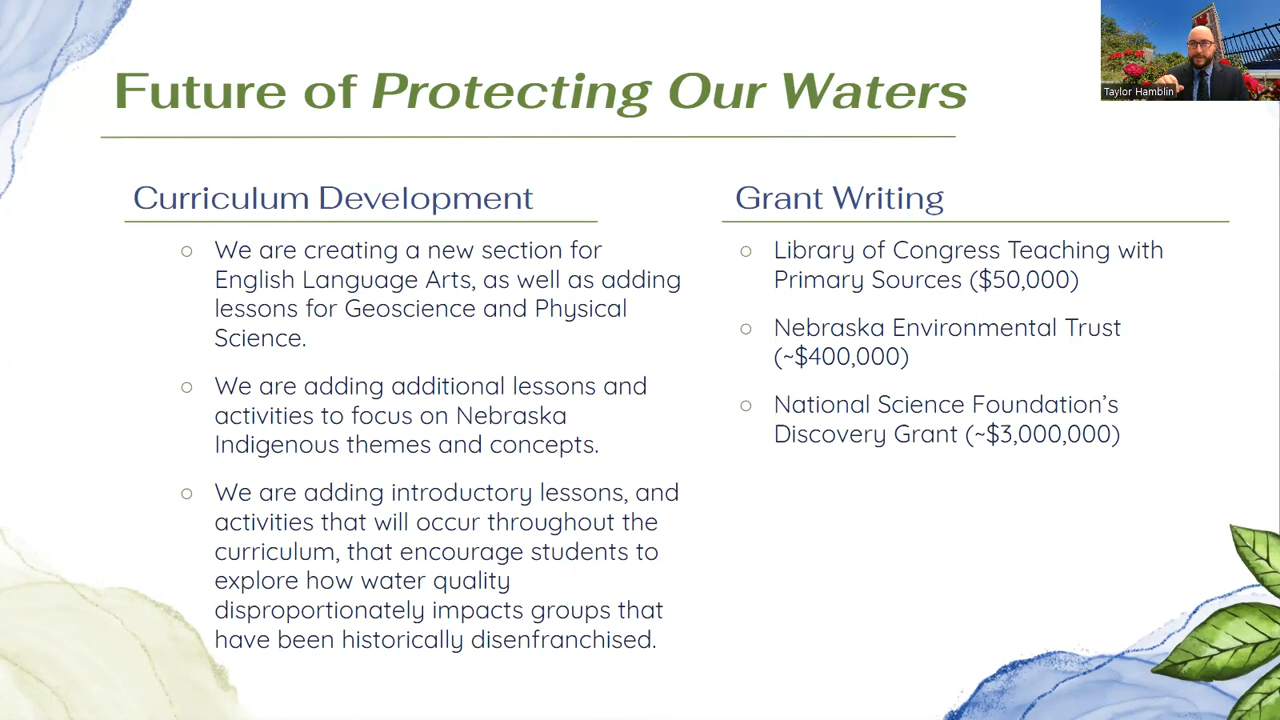 Future of Protecting Our Waters
Taylor Hamblin
Curriculum Development
We are creating a new section for
English Language Arts, as well as adding
lessons for Geoscience and Physical
Science.
We are adding additional lessons and
activities to focus on Nebraska
Indigenous themes and concepts.
We are adding introductory lessons, and
activities that will occur throughout the
curriculum, that encourage students to
explore how water quality
disproportionately impacts groups that
have been historically disenfranchised.
Grant Writing
Library of Congress Teaching with
Primary Sources ($50,000)
Nebraska Environmental Trust
(~$400,000)
National Science Foundation’s
Discovery Grant (~$3,000,000)